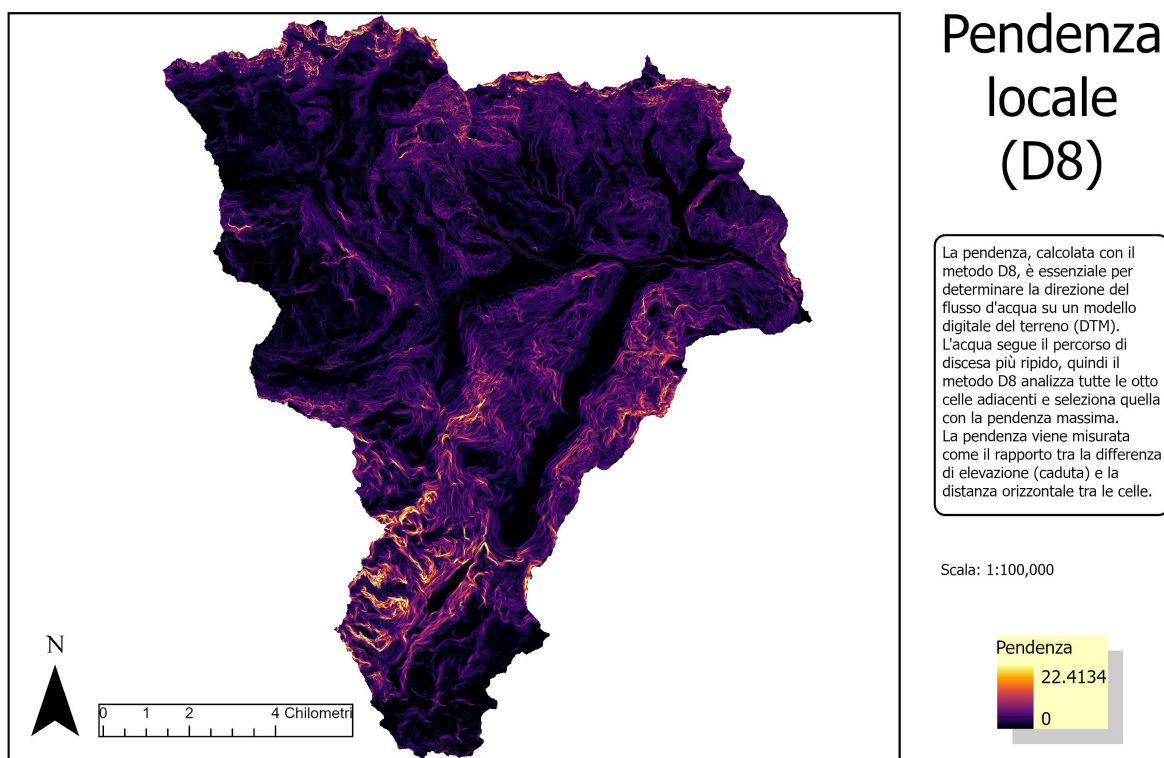 Pendenza
locale
(D8)
La pendenza, calcolata con il
metodo D8, è essenziale per
determinare la direzione del
flusso d'acqua su un modello
digitale del terreno (DTM).
L'acqua segue il percorso di
discesa più ripido, quindi il
metodo D8 analizza tutte le otto
celle adiacenti e seleziona quella
con la pendenza massima.
La pendenza viene misurata
come il rapporto tra la differenza
di elevazione (caduta) e la
distanza orizzontale tra le celle.
Scala: 1:100,000
Pendenza
22.4134
0
N
0 1 2 4 Chilometri